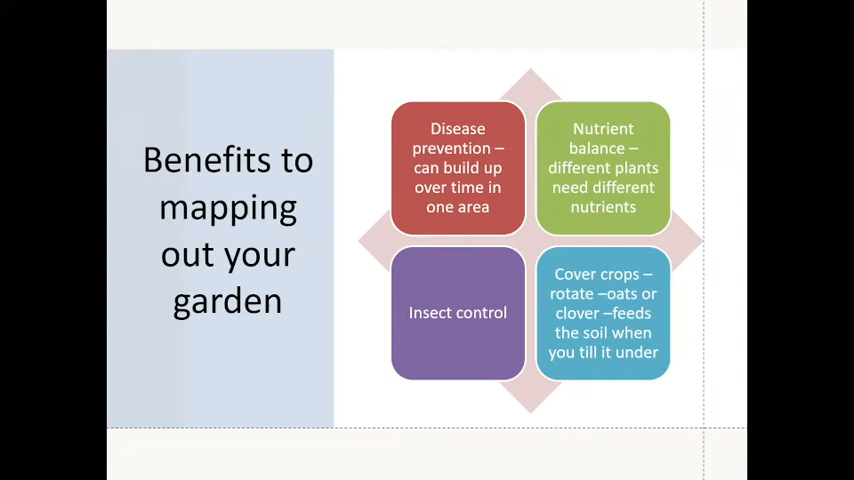 Benefits to
mapping
out your
garden
Disease
prevention –
can build up
over time in
one area
Nutrient
balance –
different plants
need different
nutrients
Insect control
Cover crops –
rotate –oats or
clover –feeds
the soil when
you till it under